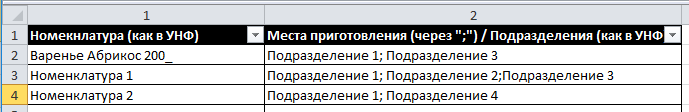 1 2
1 Номекнлатура (как в УНФ) Места приготовления (через ";") / Подразделения (как в УНФ
2 Варенье Абрикос 200_ Подразделение 1; Подразделение 3
3 Номенклатура 1 Подразделение 1; Подразделение 2;Подразделение 3
4 Номенклатура 2 Подразделение 1; Подразделение 4